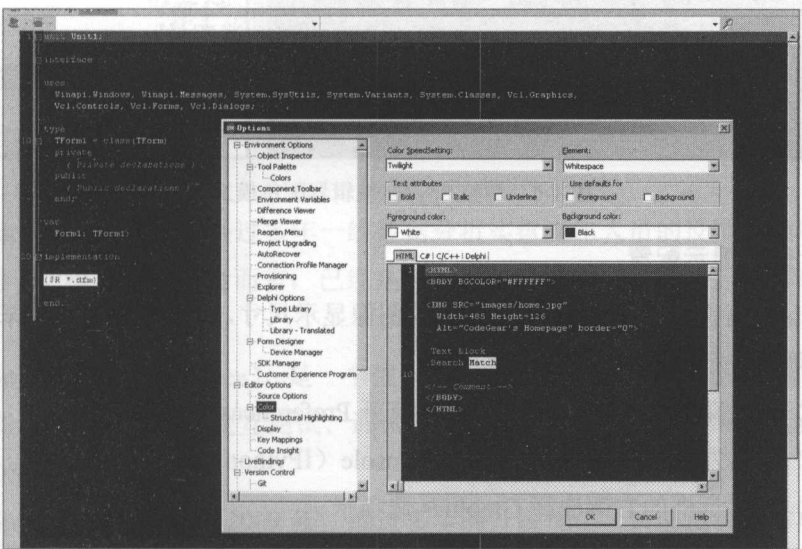 unit Unit1;
interface
uses
Winapi.Windows, Winapi.Messages, System.SysUtils, System.Variants, System.Classes, Vcl.Graphics,
Vcl.Controls, Vcl.Forms, Vcl.Dialogs;
type
TForm1 = class(TForm)
private
{ Private declarations }
public
{ Public declarations }
end;
var
Form1: TForm1;
implementation
{$R *.dfm}
end.
Options
Environment Options
Object Inspector
Tool Palette
Colors
Component Toolbar
Environment Variables
Difference Viewer
Merge Viewer
Reopen Menu
Project Upgrading
AutoRecover
Connection Profile Manager
Provisioning
Explorer
Delphi Options
Type Library
Library
Library - Translated
Form Designer
Device Manager
SDK Manager
Customer Experience Program
Editor Options
Source Options
Color
Structural Highlighting
Display
Key Mappings
Code Insight
LiveBindings
Version Control
Git
Color SpeedSetting:
Twilight
Element:
Whitespace
Text attributes
Bold Italic Underline
Use defaults for
Foreground Background
Foreground color:
White
Background color:
Black
HTML C# C/C++ Delphi
1 <HTML>
<BODY BGCOLOR="#FFFFFF">
<IMG SRC="images/home.jpg"
Width=485 Height=126
Alt="CodeGear's Homepage" border="0">
Text block
Search Match
10
<!-- Comment -->
</BODY>
</HTML>
OK Cancel Help